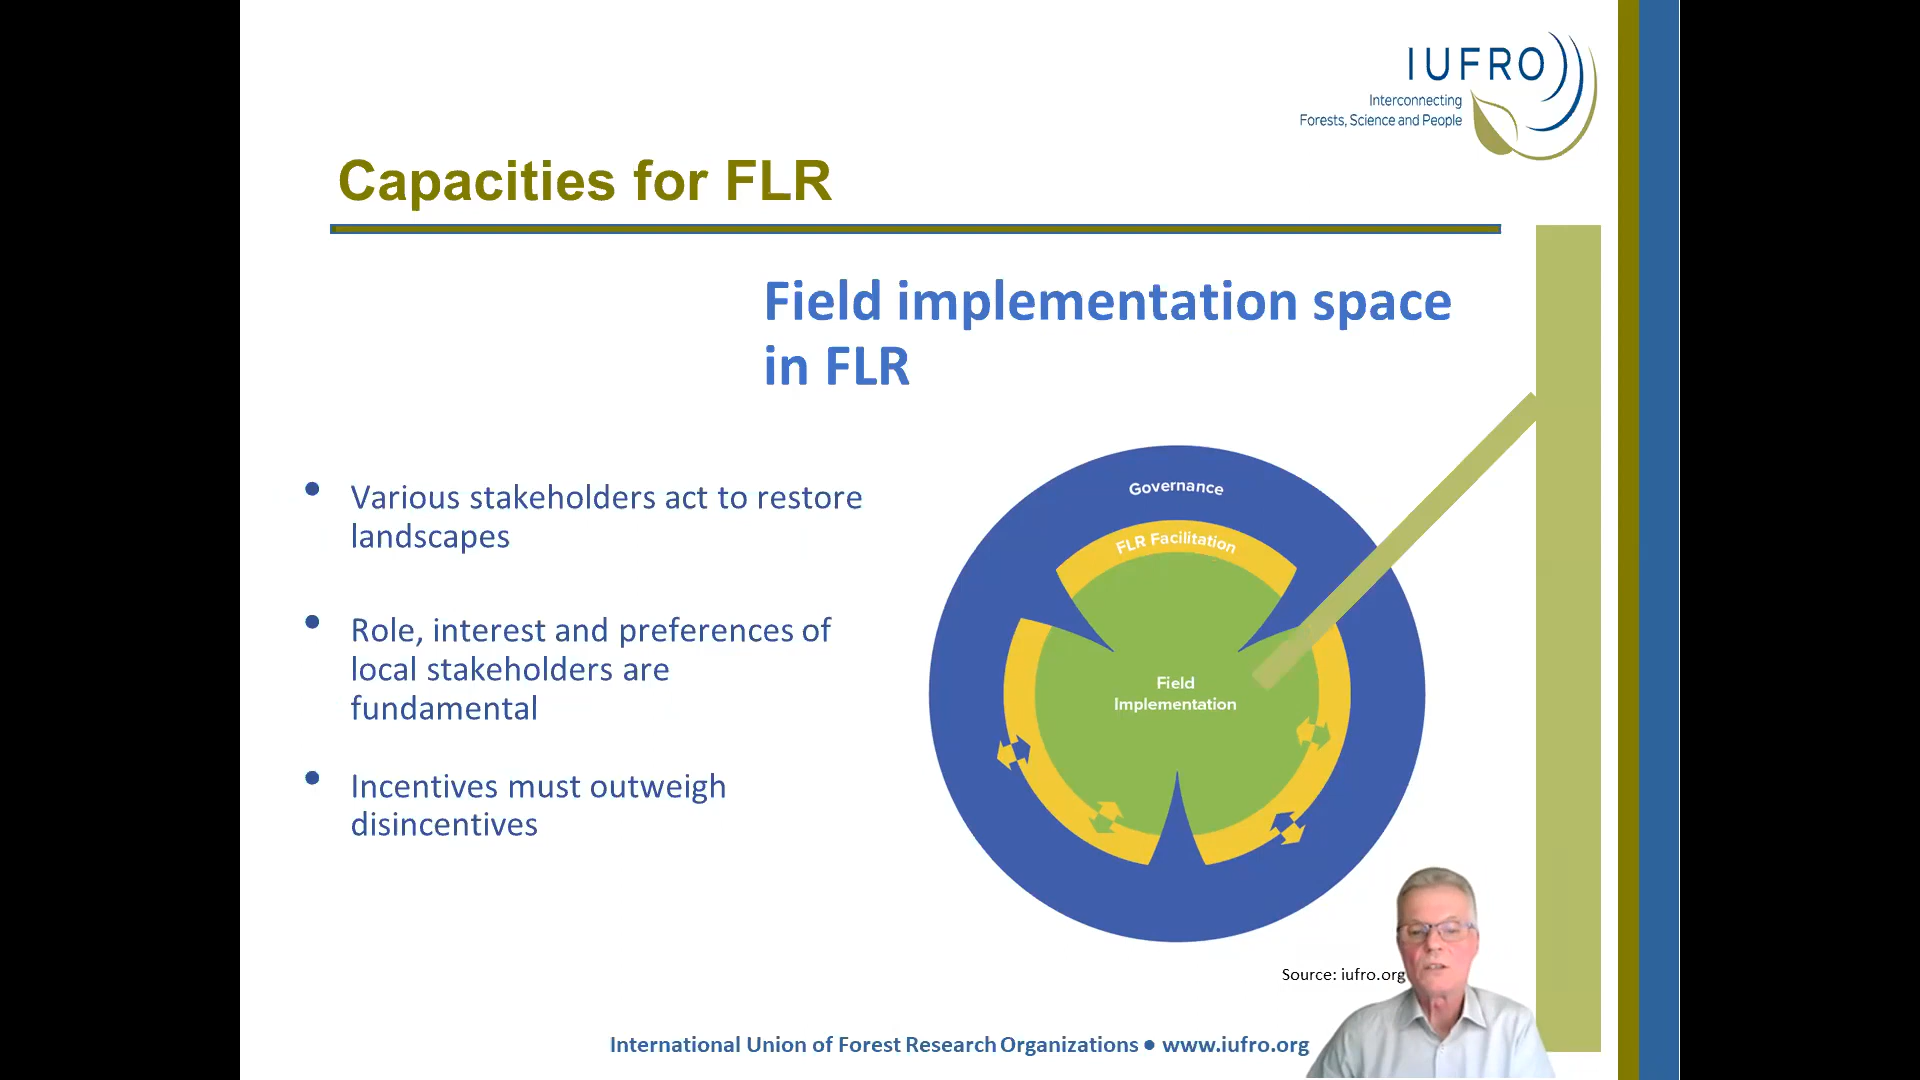 IUFRO
Interconnecting
Forests, Science and People
Capacities for FLR
Field implementation space
in FLR
• Various stakeholders act to restore
landscapes
• Role, interest and preferences of
local stakeholders are
fundamental
• Incentives must outweigh
disincentives
Governance
FLR Facilitation
Field
Implementation
Source: iufro.org
International Union of Forest Research Organizations ● www.iufro.org